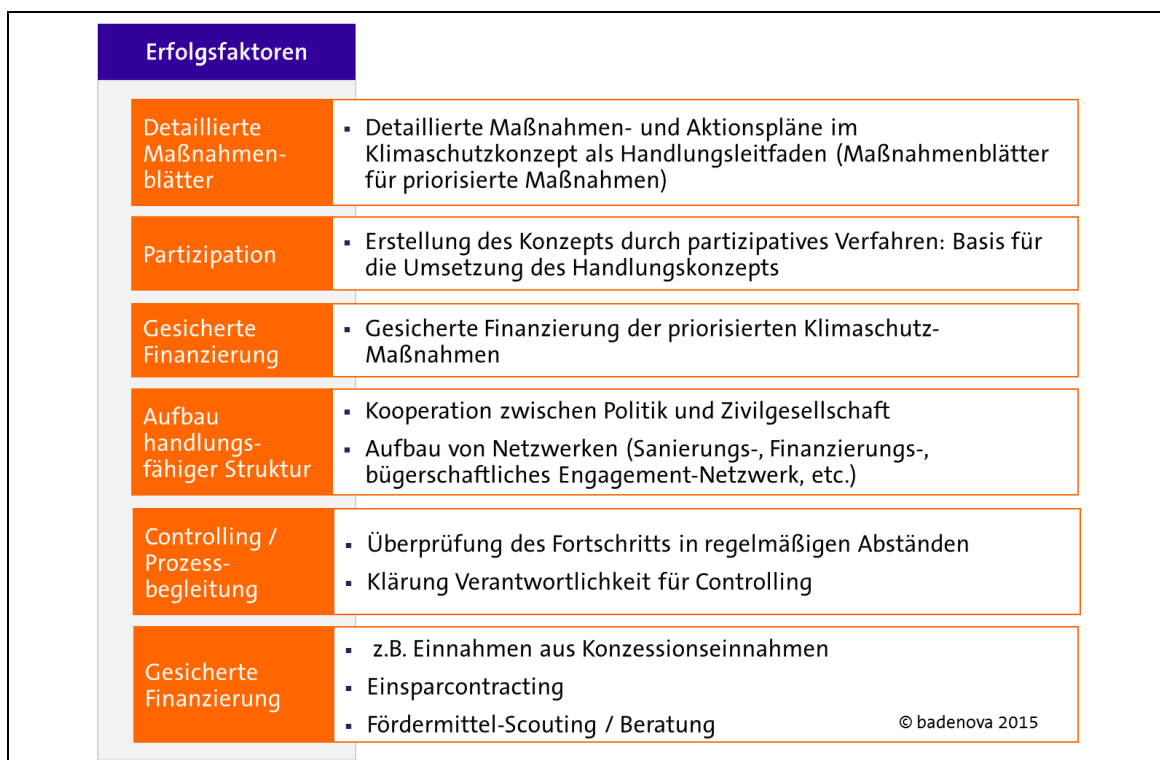 Erfolgsfaktoren
Detaillierte
Maßnahmen-
blätter
▪ Detaillierte Maßnahmen- und Aktionspläne im
Klimaschutzkonzept als Handlungsleitfaden (Maßnahmenblätter
für priorisierte Maßnahmen)
Partizipation
▪ Erstellung des Konzepts durch partizipatives Verfahren: Basis für
die Umsetzung des Handlungskonzepts
Gesicherte
Finanzierung
▪ Gesicherte Finanzierung der priorisierten Klimaschutz-
Maßnahmen
Aufbau
handlungs-
fähiger Struktur
▪ Kooperation zwischen Politik und Zivilgesellschaft
▪ Aufbau von Netzwerken (Sanierungs-, Finanzierungs-,
bügerschaftliches Engagement-Netzwerk, etc.)
Controlling /
Prozess-
begleitung
▪ Überprüfung des Fortschritts in regelmäßigen Abständen
▪ Klärung Verantwortlichkeit für Controlling
Gesicherte
Finanzierung
▪ z.B. Einnahmen aus Konzessionseinnahmen
▪ Einsparcontracting
▪ Fördermittel-Scouting / Beratung
© badenova 2015